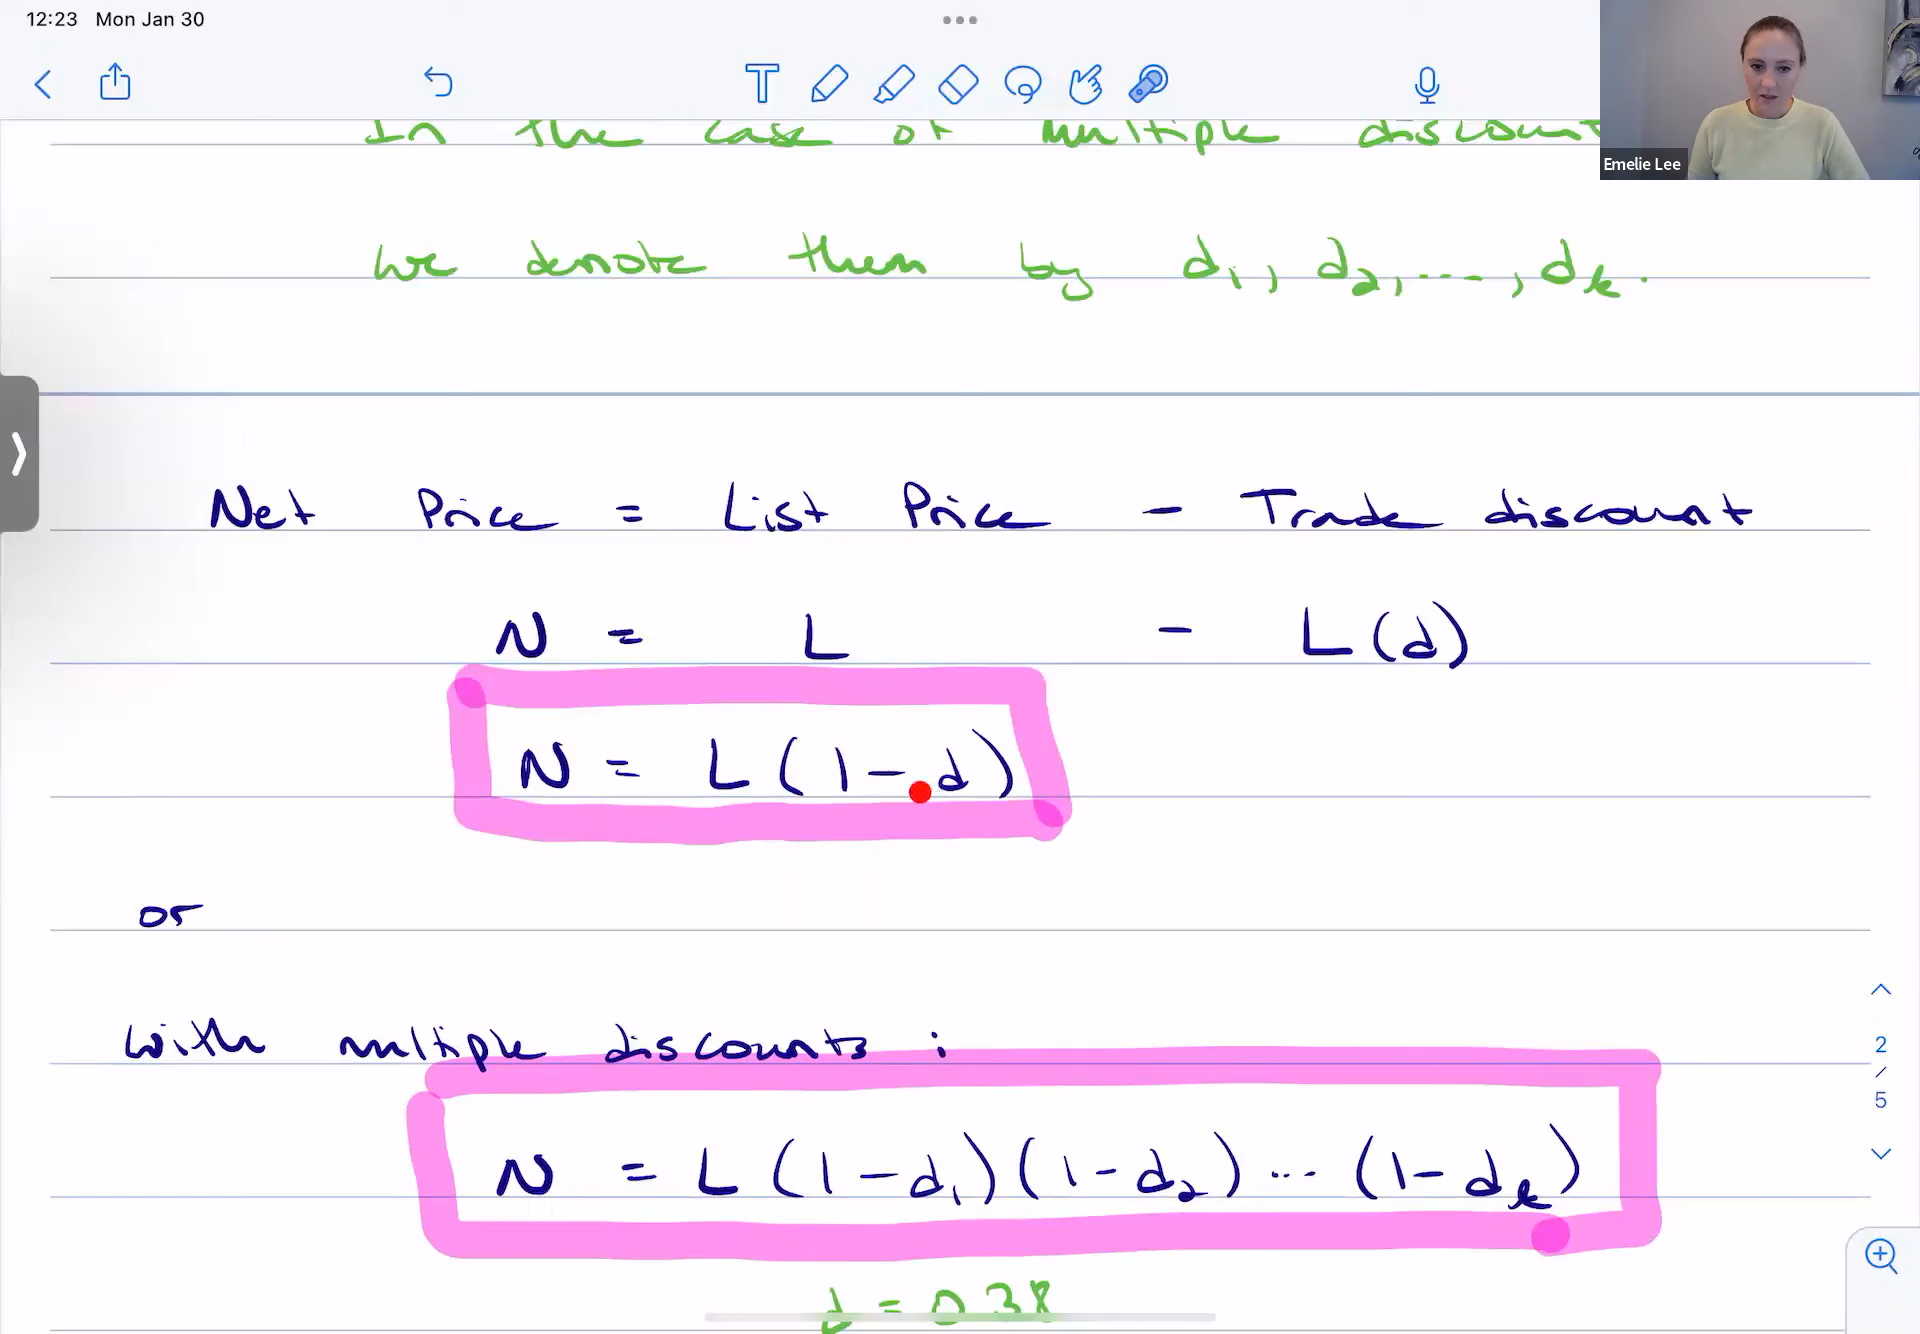 12:23 Mon Jan 30
Emelie Lee
In the case of multiple discount
we denote them by d₁, d₂, ..., dₖ.
Net Price = List Price - Trade discount
N = L - L(d)
N = L(1-d)
or
with multiple discounts:
N = L(1-d₁)(1-d₂)...(1-dₖ)
d = 0.38
2
/
5